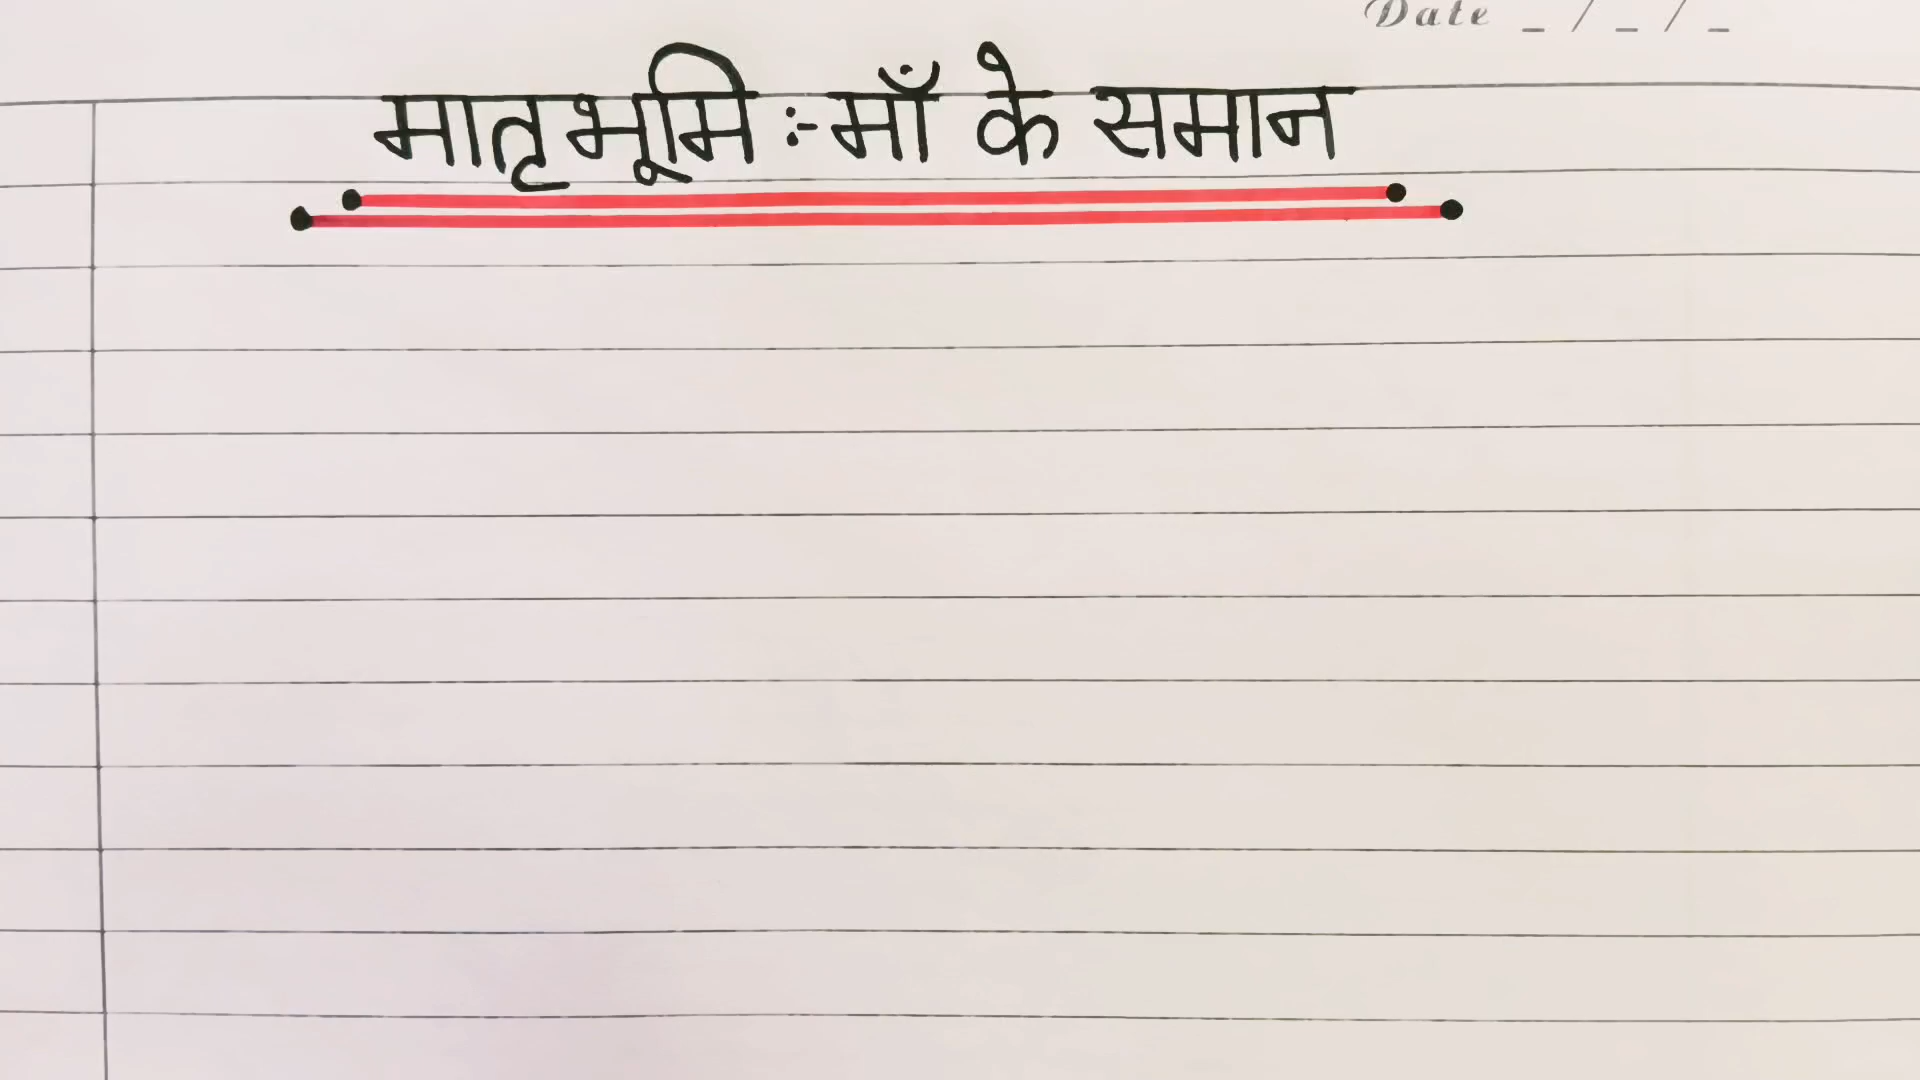 Date _/_/_
मातृभूमि :- माँ के समान